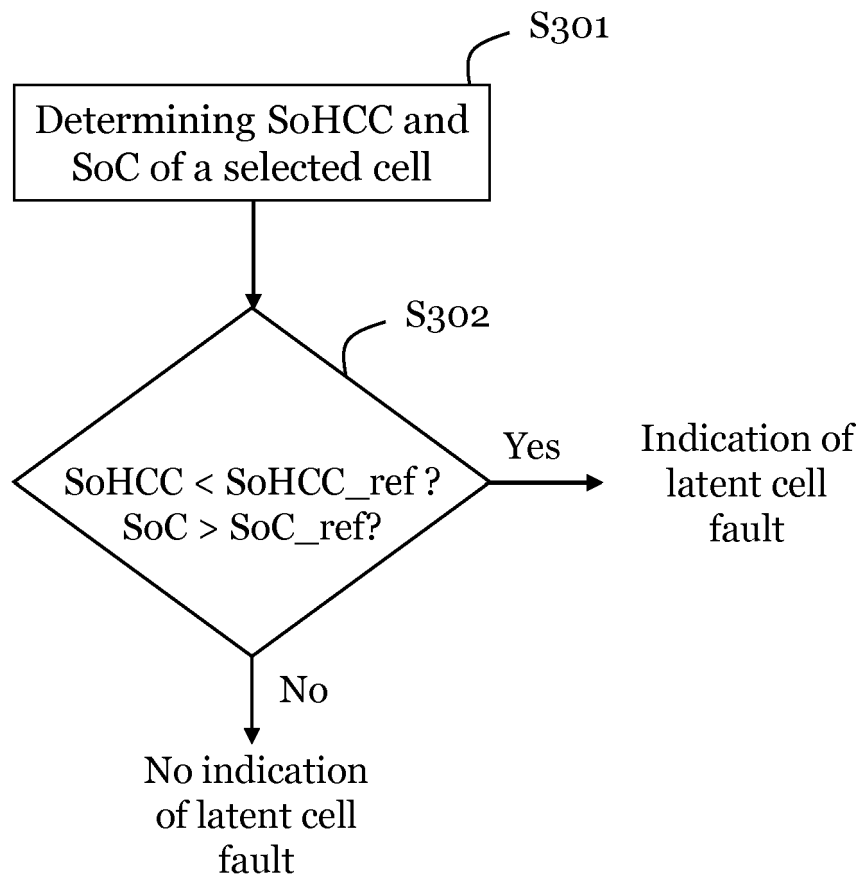 S301
Determining SoHCC and
SoC of a selected cell
S302
SoHCC < SoHCC_ref ?
SoC > SoC_ref?
Yes
Indication of
latent cell
fault
No
No indication
of latent cell
fault